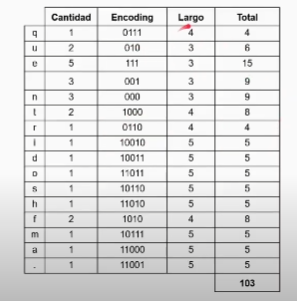 Cantidad Encoding Largo Total
q 1 0111 4 4
u 2 010 3 6
e 5 111 3 15
3 001 3 9
n 3 000 3 9
t 2 1000 4 8
r 1 0110 4 4
i 1 10010 5 5
d 1 10011 5 5
o 1 11011 5 5
s 1 10110 5 5
h 1 11010 5 5
f 2 1010 4 8
m 1 10111 5 5
a 1 11000 5 5
. 1 11001 5 5
103